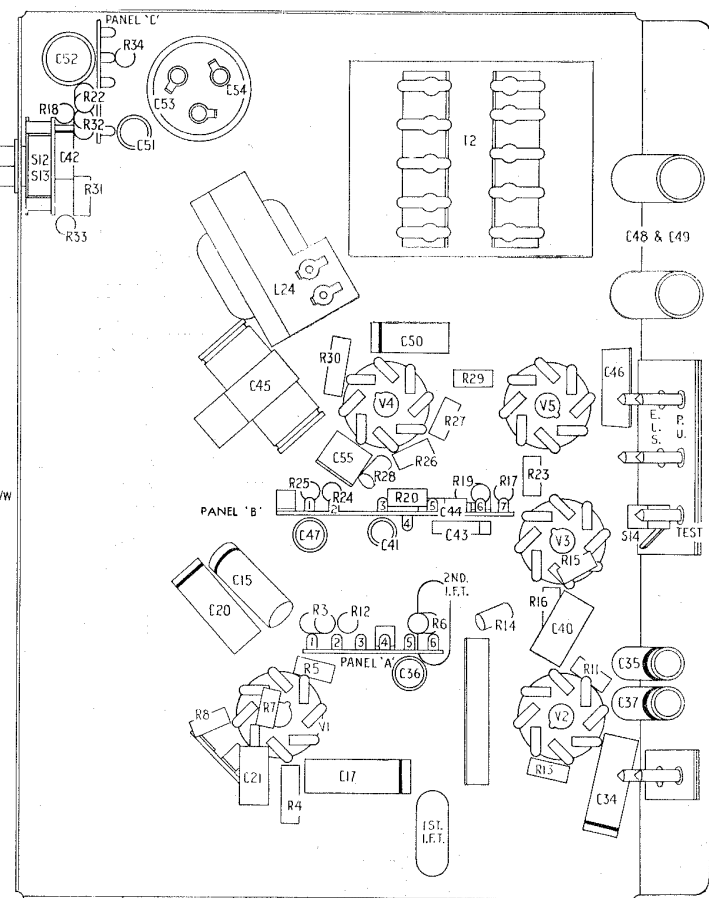 PANEL 'C'
C52
R34
C53
C54
R22
R18
R32
C51
S12
S13
C42
R31
R33
T2
C48 & C49
L24
C50
R30
C45
R29
C46
V4
V5
E.L.S.
P.U.
R27
C55
R26
R28
R23
R25
R24
R20
R19
R17
1 2 3 4 5 6 7
C44
/W
PANEL 'B'
C47
C41
C43
V3
S14
TEST
R15
C15
C20
2ND.
I.F.T.
R16
R3
R12
R6
R14
C40
1 2 3 4 5 6
PANEL 'A'
R5
C36
R11
C35
C37
R7
R8
V1
V2
C21
C17
R13
R4
C34
1ST.
I.F.T.